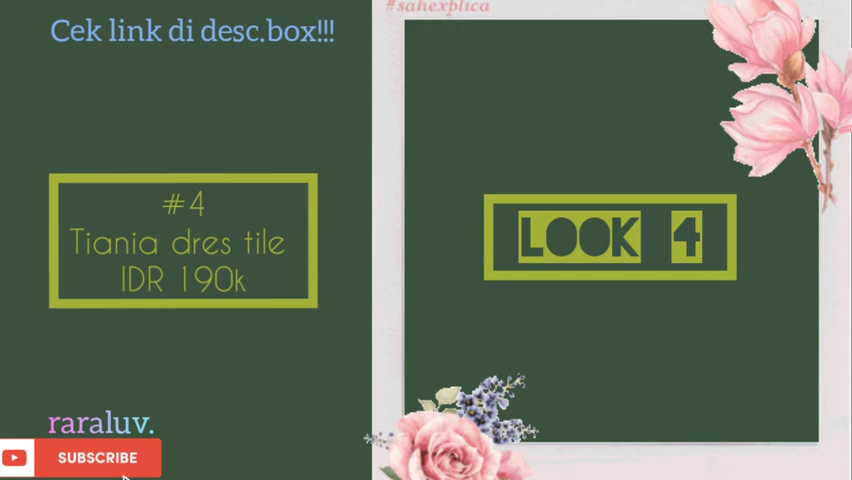 Cek link di desc.box!!!
#4
Tiania dres tile
IDR 190k
raraluv.
SUBSCRIBE
#sahexplica
LOOK 4